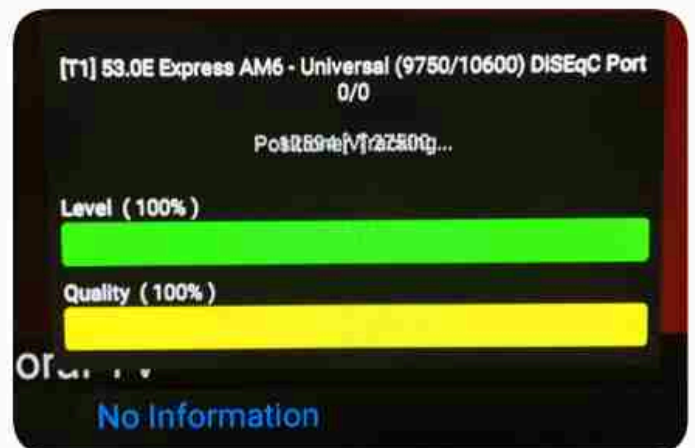 [T1] 53.0E Express AM6 - Universal (9750/10600) DISEqC Port
0/0
Level ( 100% )
Quality ( 100% )
No Information